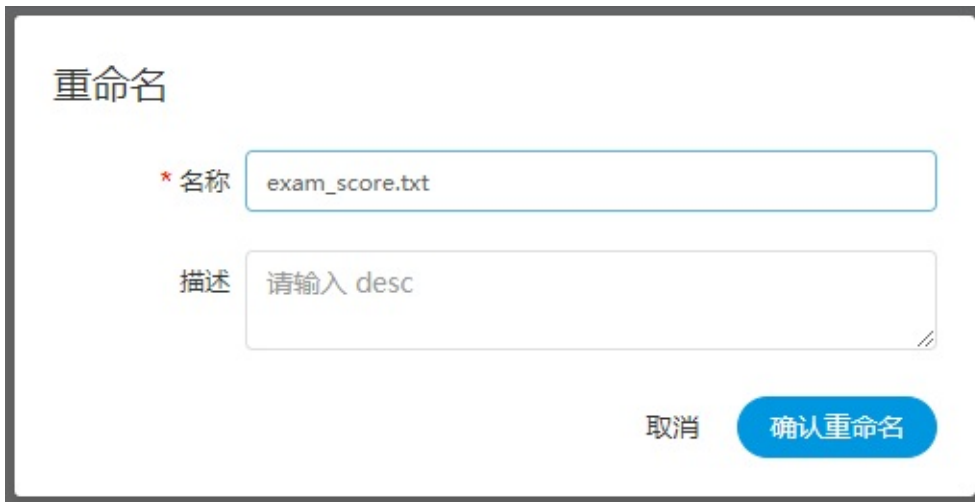 重命名
* 名称 exam_score.txt
描述 请输入 desc
取消 确认重命名